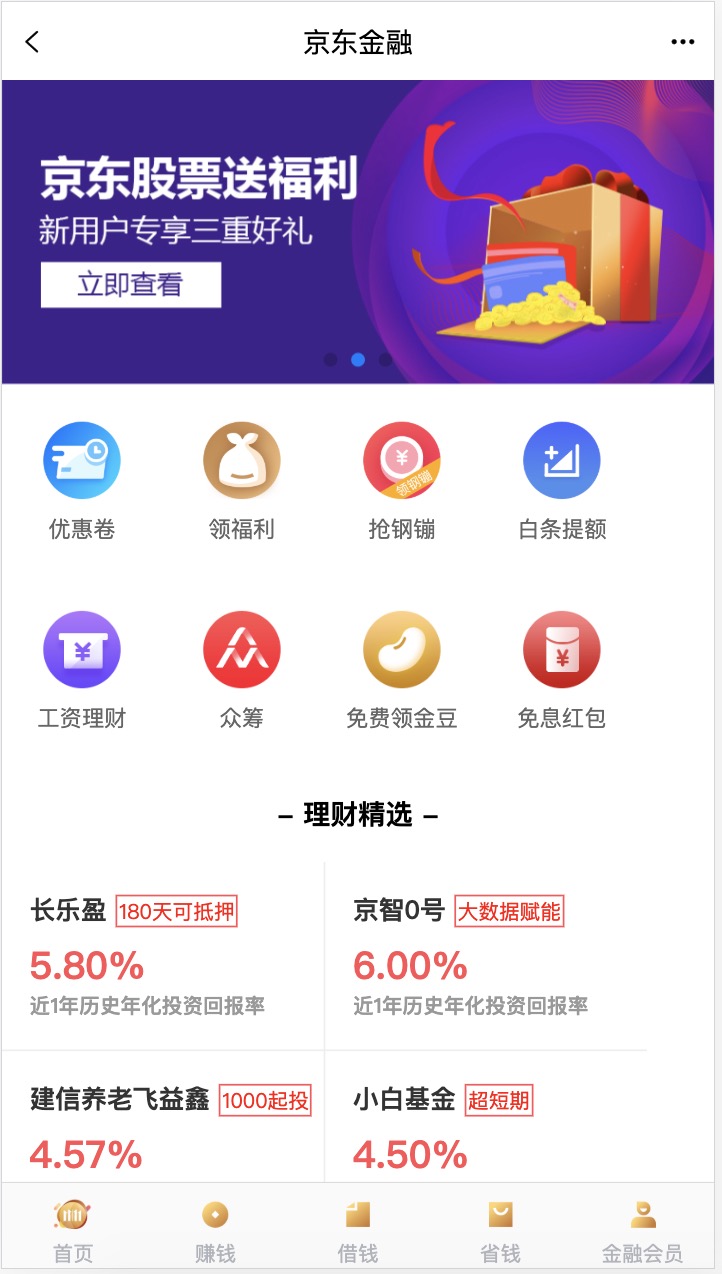 京东金融
京东股票送福利
新用户专享三重好礼
立即查看
¥
领钢镚
优惠卷 领福利 抢钢镚 白条提额
¥ ¥
工资理财 众筹 免费领金豆 免息红包
– 理财精选 –
长乐盈 180天可抵押
5.80%
近1年历史年化投资回报率
京智0号 大数据赋能
6.00%
近1年历史年化投资回报率
建信养老飞益鑫 1000起投
4.57%
小白基金 超短期
4.50%
首页 赚钱 借钱 省钱 金融会员